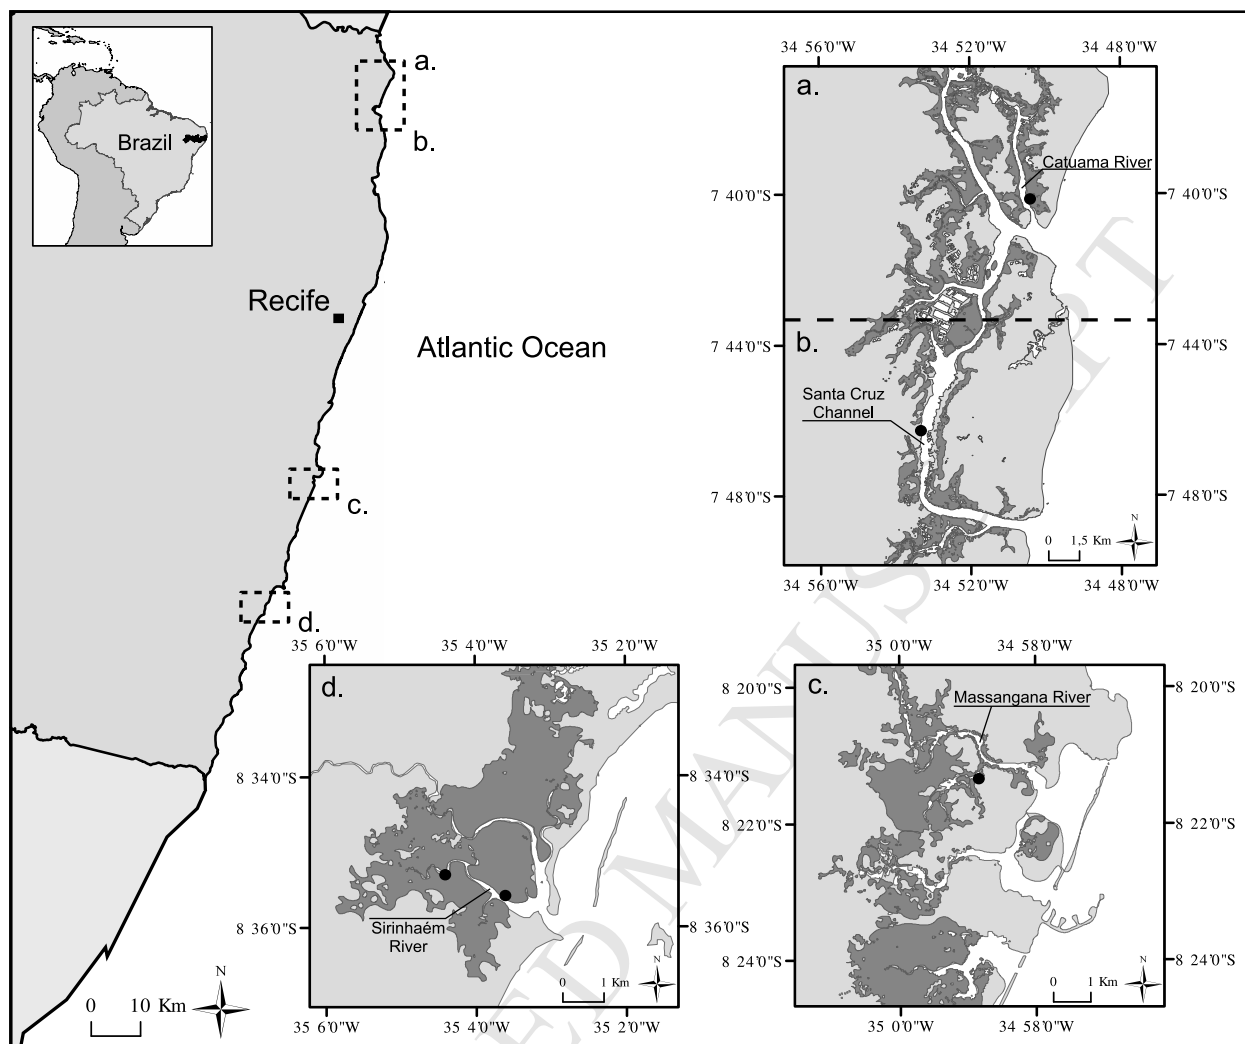 Brazil
a.
b.
Recife
Atlantic Ocean
c.
d.
0 10 Km
N
34 56'0"W 34 52'0"W 34 48'0"W
a.
Catuama River
7 40'0"S 7 40'0"S
7 44'0"S 7 44'0"S
b.
Santa Cruz
Channel
7 48'0"S 7 48'0"S
0 1,5 Km
N
34 56'0"W 34 52'0"W 34 48'0"W
35 6'0"W 35 4'0"W 35 2'0"W
d.
8 34'0"S 8 34'0"S
Sirinhaém
River
8 36'0"S 8 36'0"S
0 1 Km
N
35 6'0"W 35 4'0"W 35 2'0"W
35 0'0"W 34 58'0"W
c.
8 20'0"S 8 20'0"S
Massangana River
8 22'0"S 8 22'0"S
8 24'0"S 8 24'0"S
0 1 Km
N
35 0'0"W 34 58'0"W